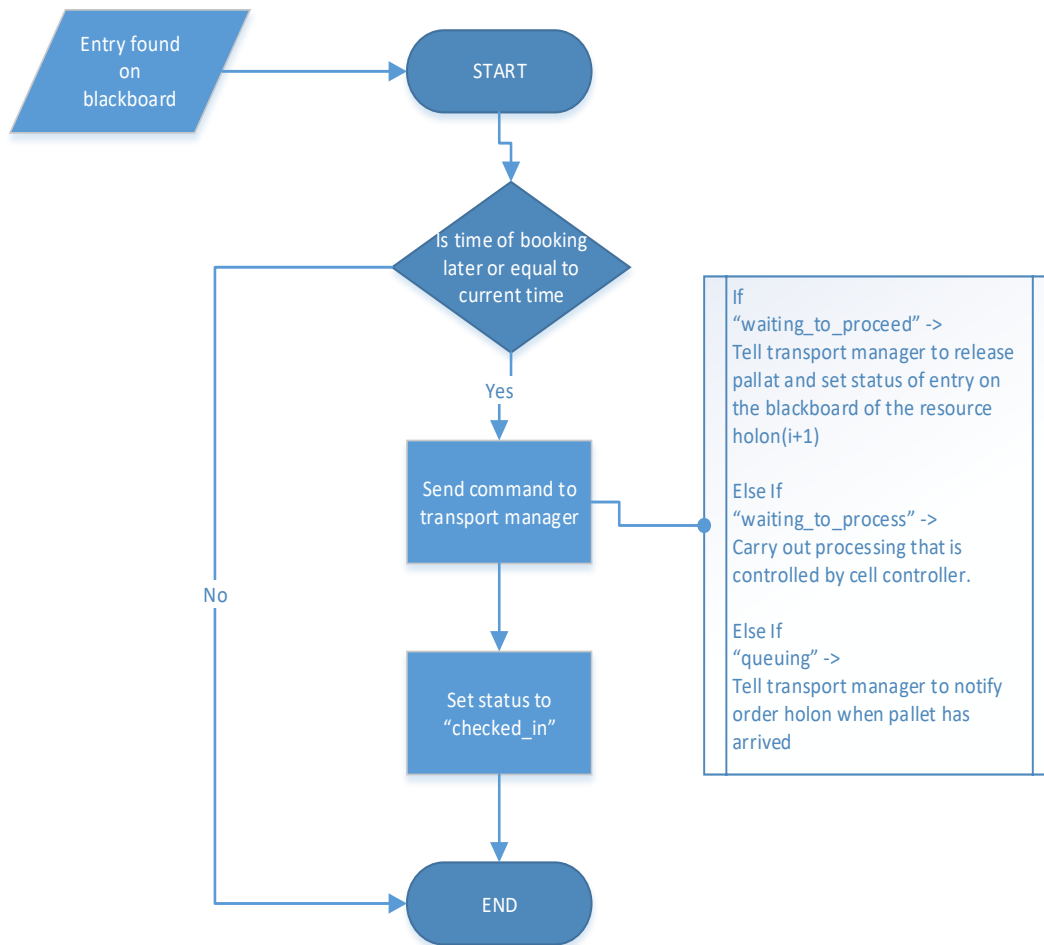 Entry found
on
blackboard
START
Is time of booking
later or equal to
current time
Yes
No
Send command to
transport manager
Set status to
“checked_in”
END
If
“waiting_to_proceed” ->
Tell transport manager to release
pallat and set status of entry on
the blackboard of the resource
holon(i+1)
Else If
“waiting_to_process” ->
Carry out processing that is
controlled by cell controller.
Else If
“queuing” ->
Tell transport manager to notify
order holon when pallet has
arrived